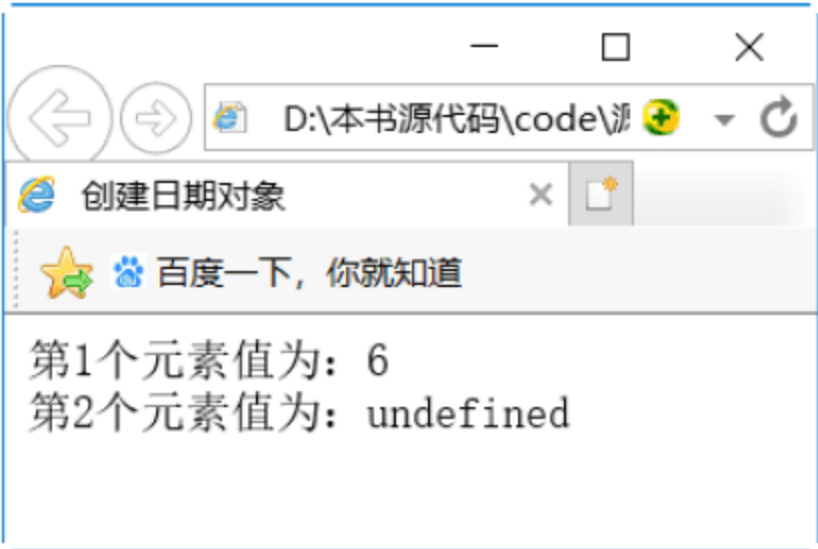 D:\本书源代码\code\源
创建日期对象
百度一下，你就知道
第1个元素值为：6
第2个元素值为：undefined